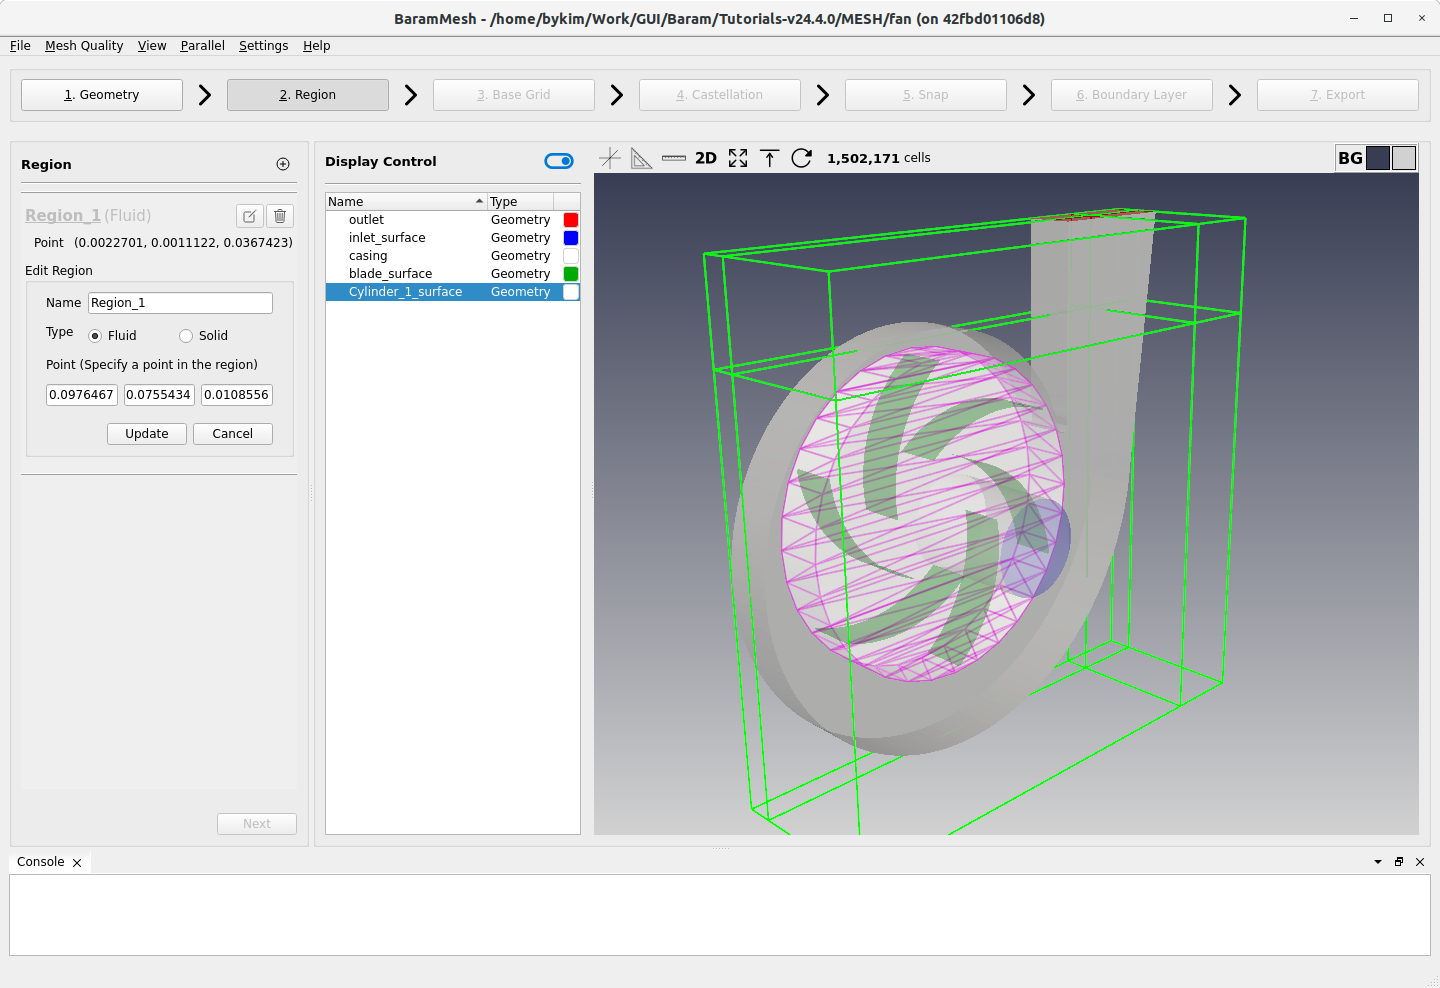 BaramMesh - /home/bykim/Work/GUI/Baram/Tutorials-v24.4.0/MESH/fan (on 42fbd01106d8)
File Mesh Quality View Parallel Settings Help
1. Geometry 2. Region 3. Base Grid 4. Castellation 5. Snap 6. Boundary Layer 7. Export
Region
Region_1 (Fluid)
Point (0.0022701, 0.0011122, 0.0367423)
Edit Region
Name Region_1
Type Fluid Solid
Point (Specify a point in the region)
0.0976467 0.0755434 0.0108556
Update Cancel
Next
Display Control
Name Type
outlet Geometry
inlet_surface Geometry
casing Geometry
blade_surface Geometry
Cylinder_1_surface Geometry
2D 1,502,171 cells BG
Console